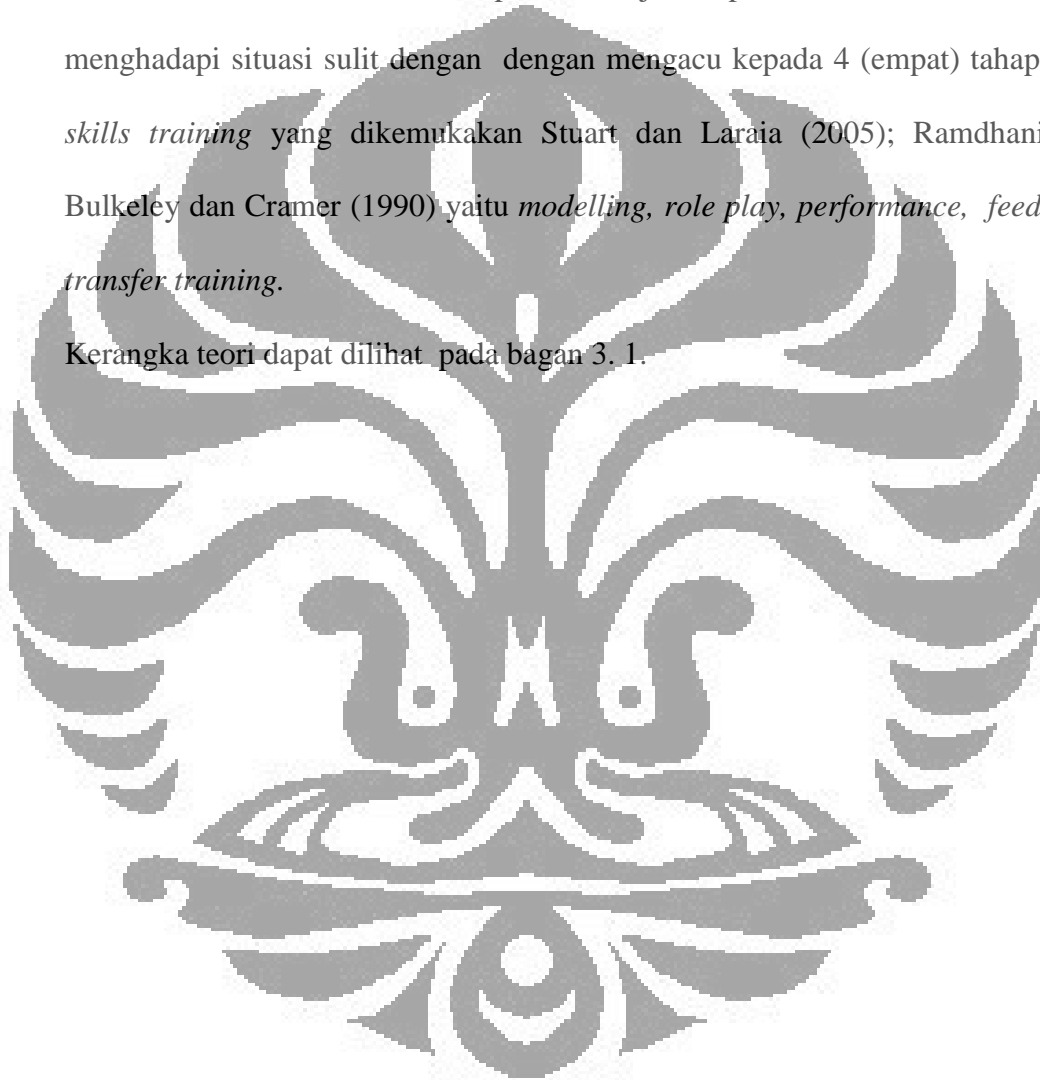 menghadapi situasi sulit dengan dengan mengacu kepada 4 (empat) tahap
skills training yang dikemukakan Stuart dan Laraia (2005); Ramdhani
Bulkeley dan Cramer (1990) yaitu modelling, role play, performance, feed
transfer training.
Kerangka teori dapat dilihat pada bagan 3. 1.